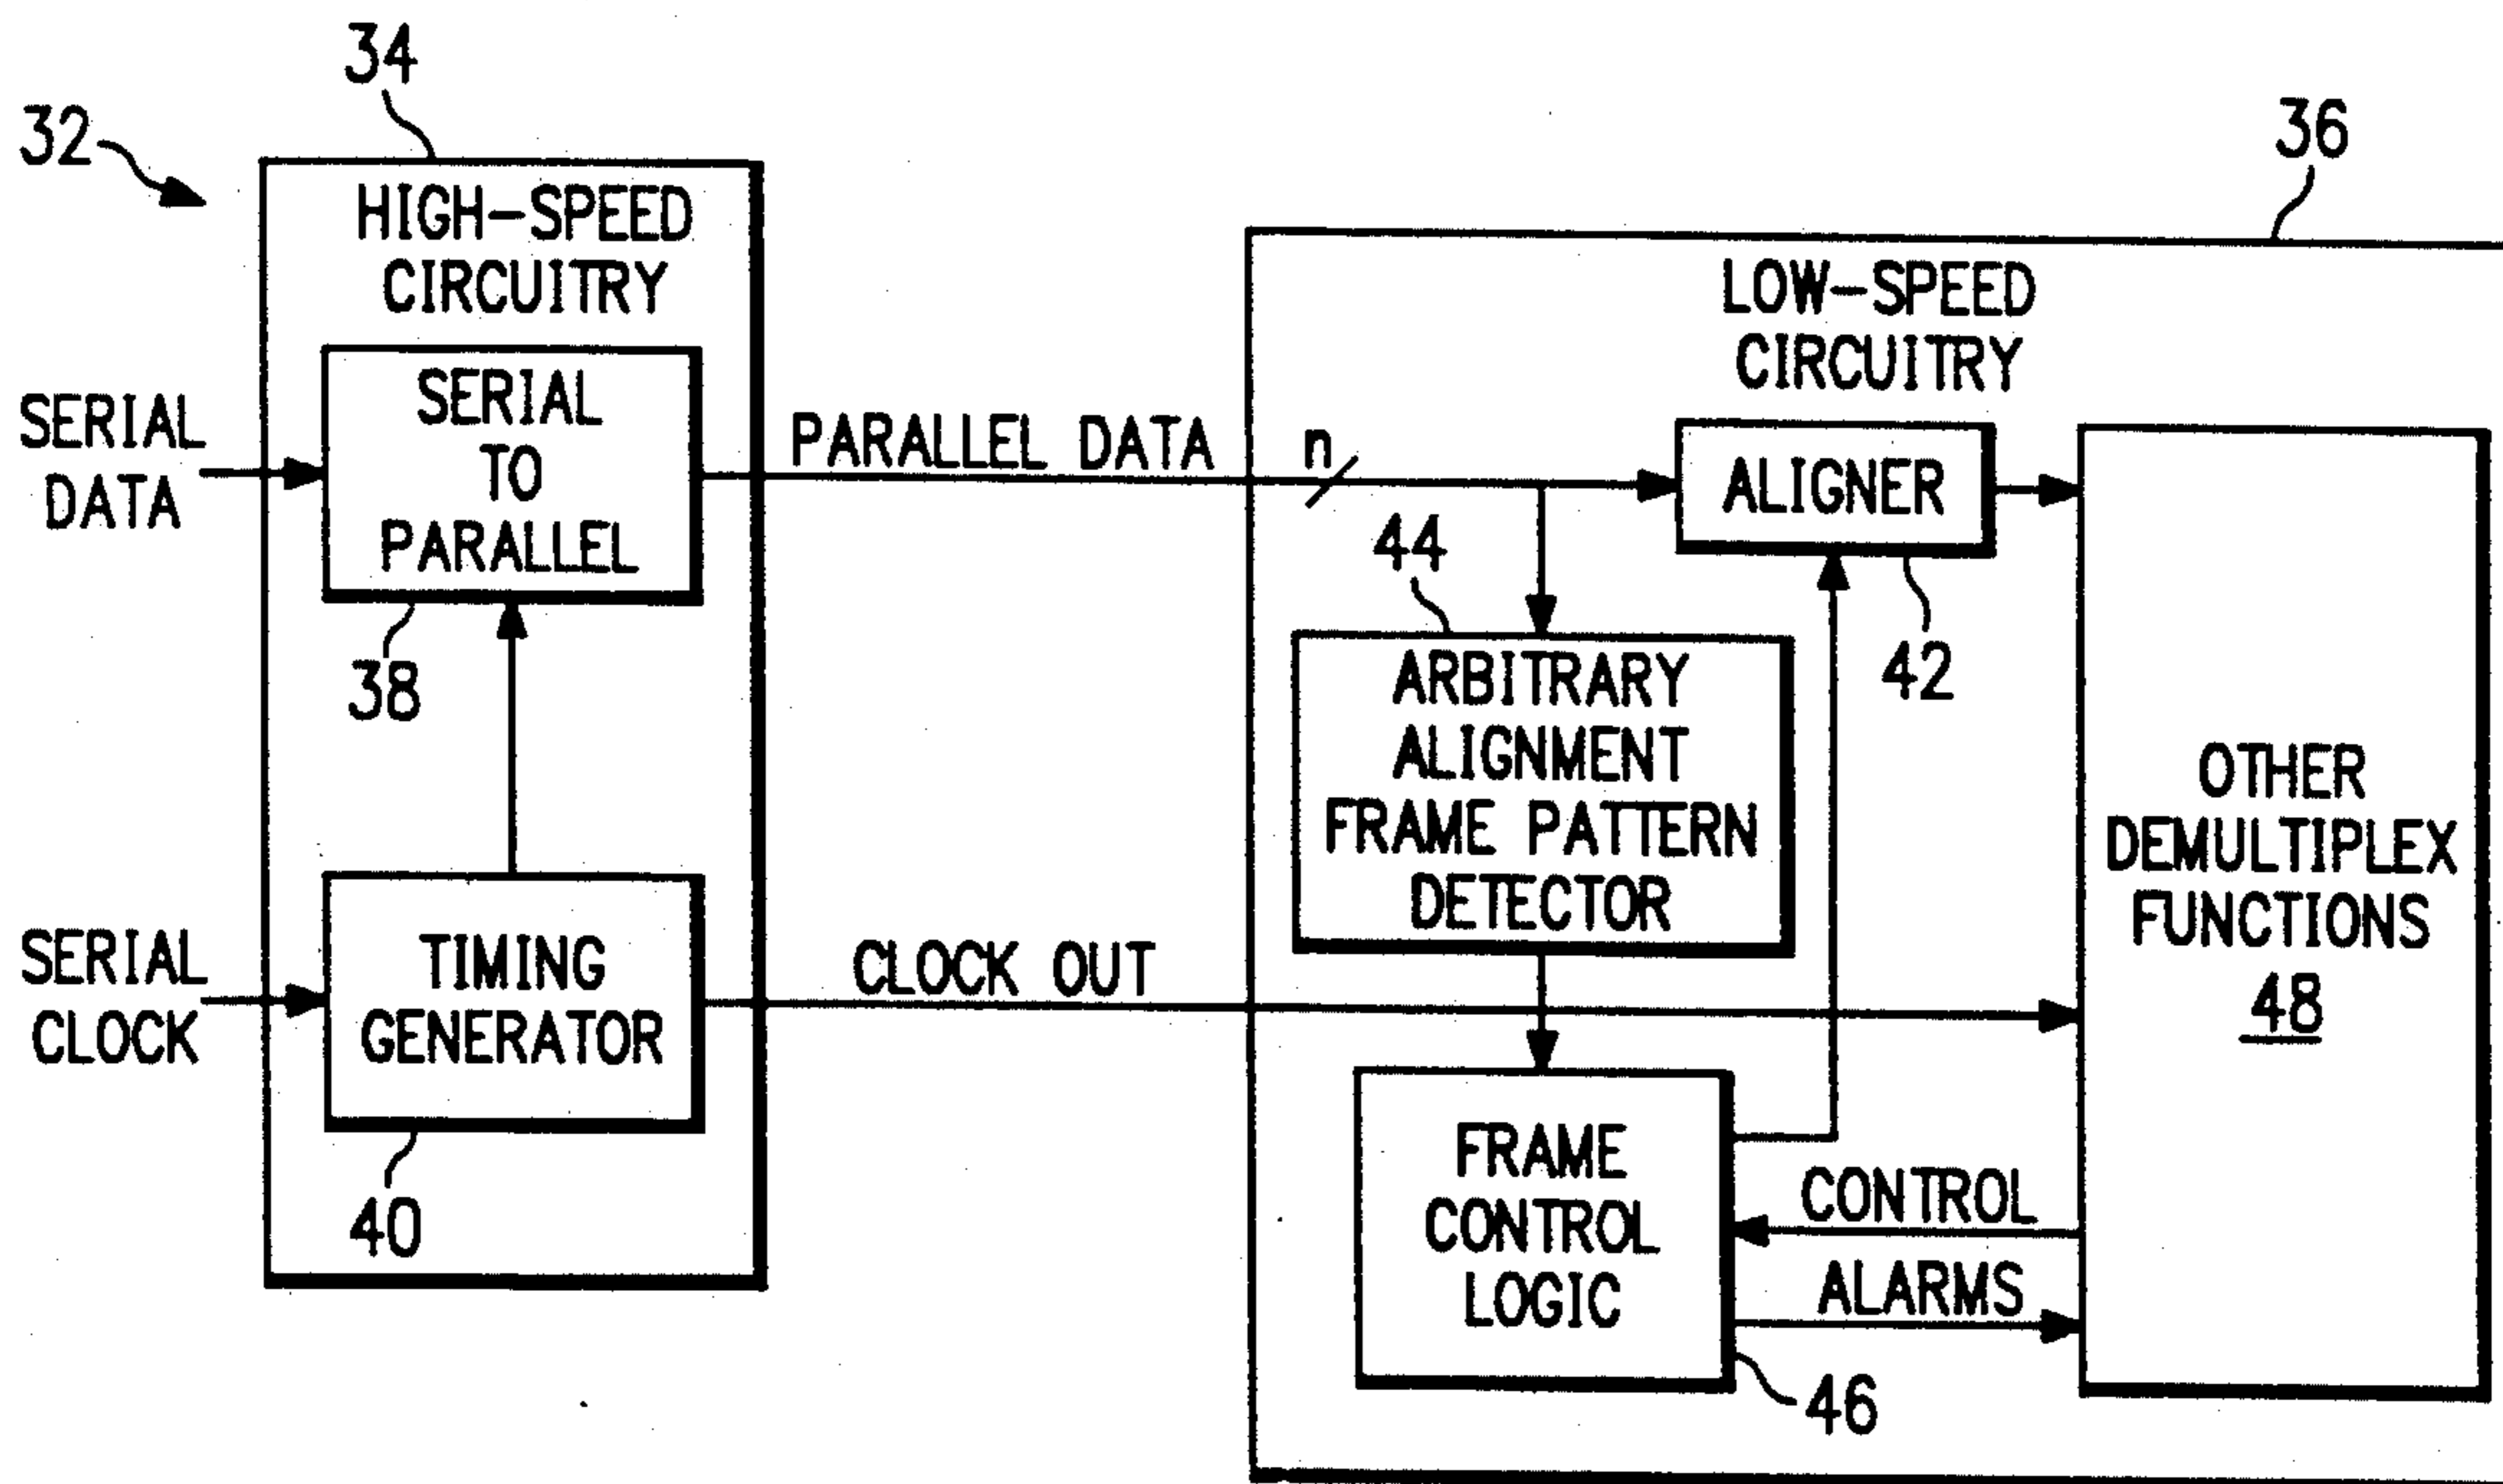 34
32
36
HIGH-SPEED
CIRCUITRY
LOW-SPEED
CIRCUITRY
SERIAL
DATA
SERIAL
TO
PARALLEL
38
PARALLEL DATA
n
ALIGNER
42
44
ARBITRARY
ALIGNMENT
FRAME PATTERN
DETECTOR
OTHER
DEMULTIPLEX
FUNCTIONS
48
SERIAL
CLOCK
TIMING
GENERATOR
40
CLOCK OUT
FRAME
CONTROL
LOGIC
46
CONTROL
ALARMS